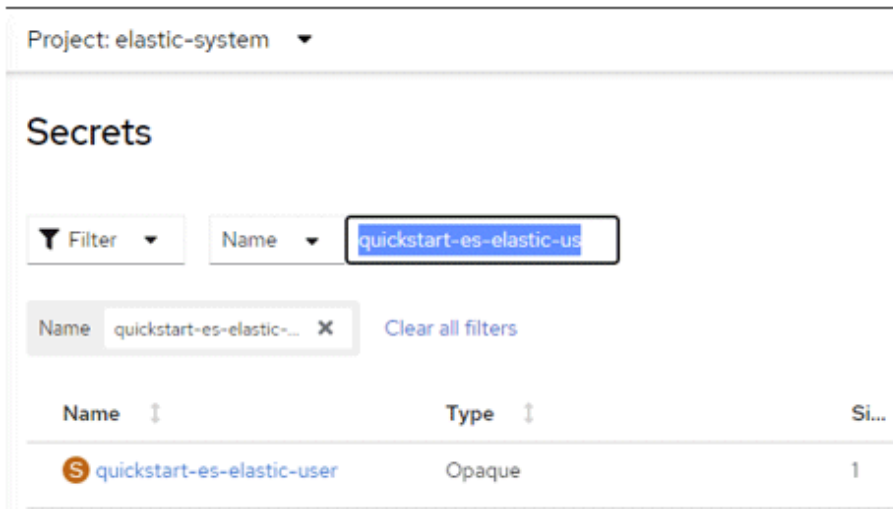 Project: elastic-system
Secrets
Filter Name quickstart-es-elastic-us
Name quickstart-es-elastic-... Clear all filters
Name Type Si...
S quickstart-es-elastic-user Opaque 1